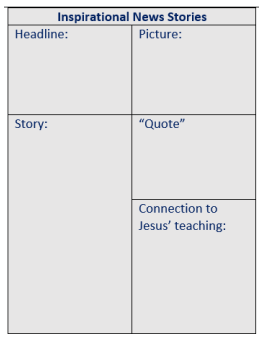 Inspirational News Stories
Headline:
Picture:
Story:
“Quote”
Connection to
Jesus’ teaching: